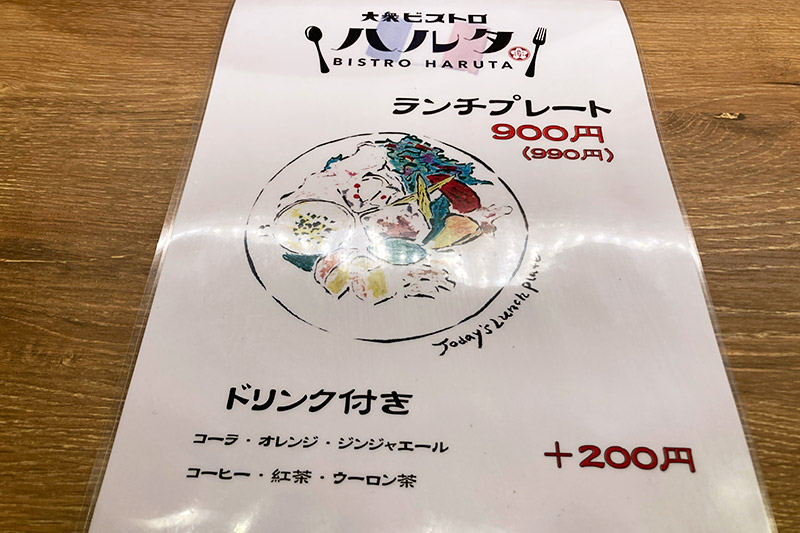 大衆ビストロ
ハルタ
BISTRO HARUTA
ランチプレート
900円
(990円)
Today's Lunch plate
ドリンク付き
コーラ・オレンジ・ジンジャエール
コーヒー・紅茶・ウーロン茶
+200円